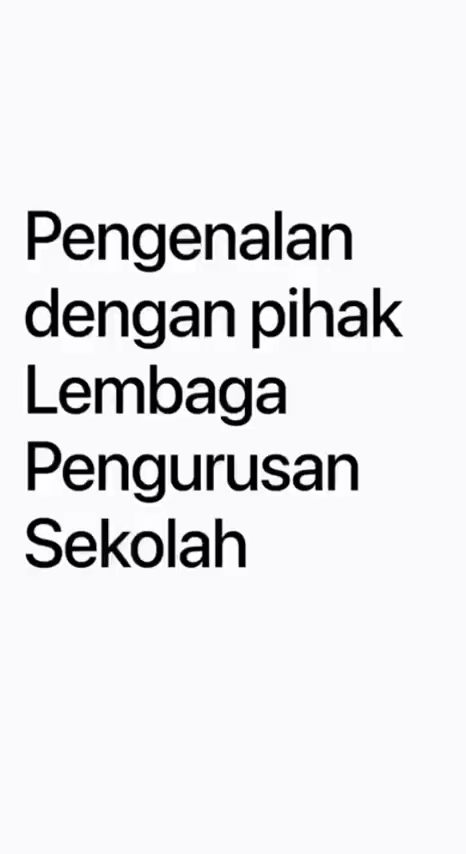 Pengenalan
dengan pihak
Lembaga
Pengurusan
Sekolah